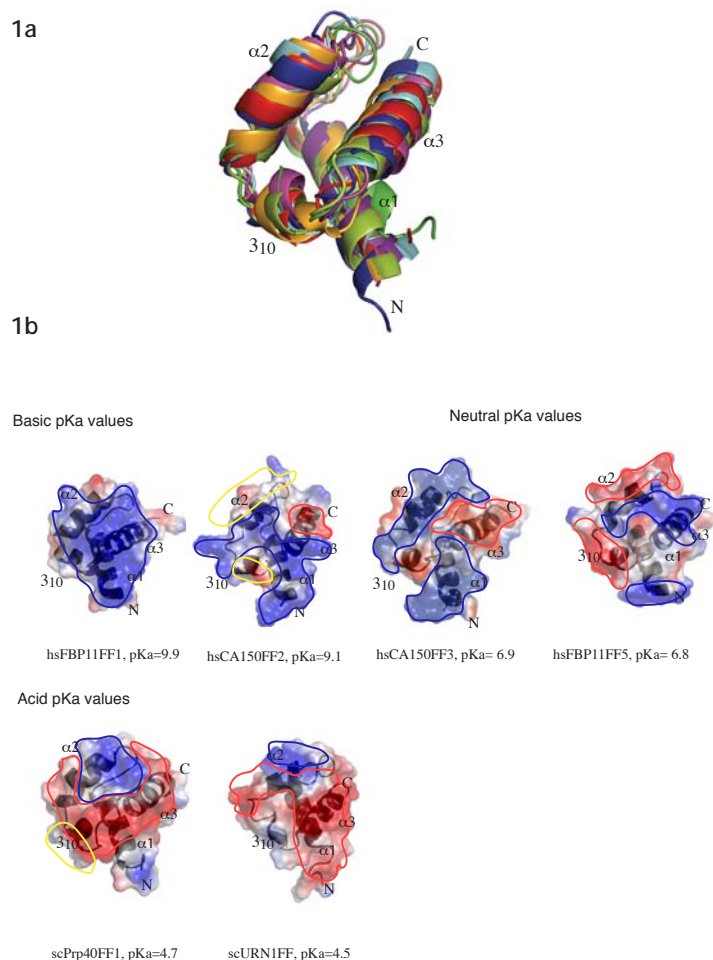 1a
α2
C
α3
α1
3₁₀
N
1b
Basic pKa values
Neutral pKa values
α2
C
α3
3₁₀
α1
N
α2
C
α3
3₁₀
α1
N
α2
C
α3
3₁₀
α1
N
α2
C
α3
3₁₀
α1
N
hsFBP11FF1, pKa=9.9
hsCA150FF2, pKa=9.1
hsCA150FF3, pKa= 6.9
hsFBP11FF5, pKa= 6.8
Acid pKa values
α2
C
α3
3₁₀
α1
N
α2
C
α3
3₁₀
α1
N
scPrp40FF1, pKa=4.7
scURN1FF, pKa=4.5